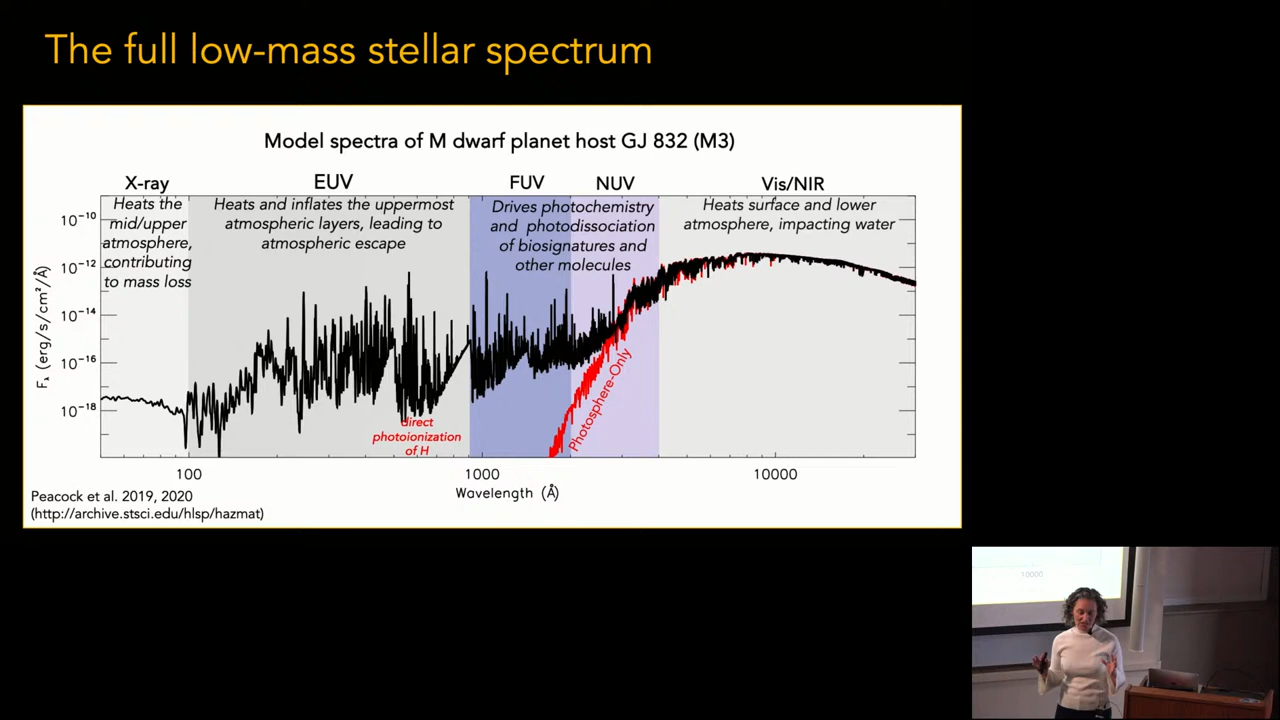 The full low-mass stellar spectrum
Model spectra of M dwarf planet host GJ 832 (M3)
X-ray
EUV
FUV
NUV
Vis/NIR
Heats the
mid/upper
atmosphere,
contributing
to mass loss
Heats and inflates the uppermost
atmospheric layers, leading to
atmospheric escape
Drives photochemistry
and photodissociation
of biosignatures and
other molecules
Heats surface and lower
atmosphere, impacting water
Fλ (erg/s/cm²/Å)
10⁻¹⁰
10⁻¹²
10⁻¹⁴
10⁻¹⁶
10⁻¹⁸
direct
photoionization
of H
Photosphere-Only
100
1000
10000
Wavelength (Å)
Peacock et al. 2019, 2020
(http://archive.stsci.edu/hlsp/hazmat)
10000